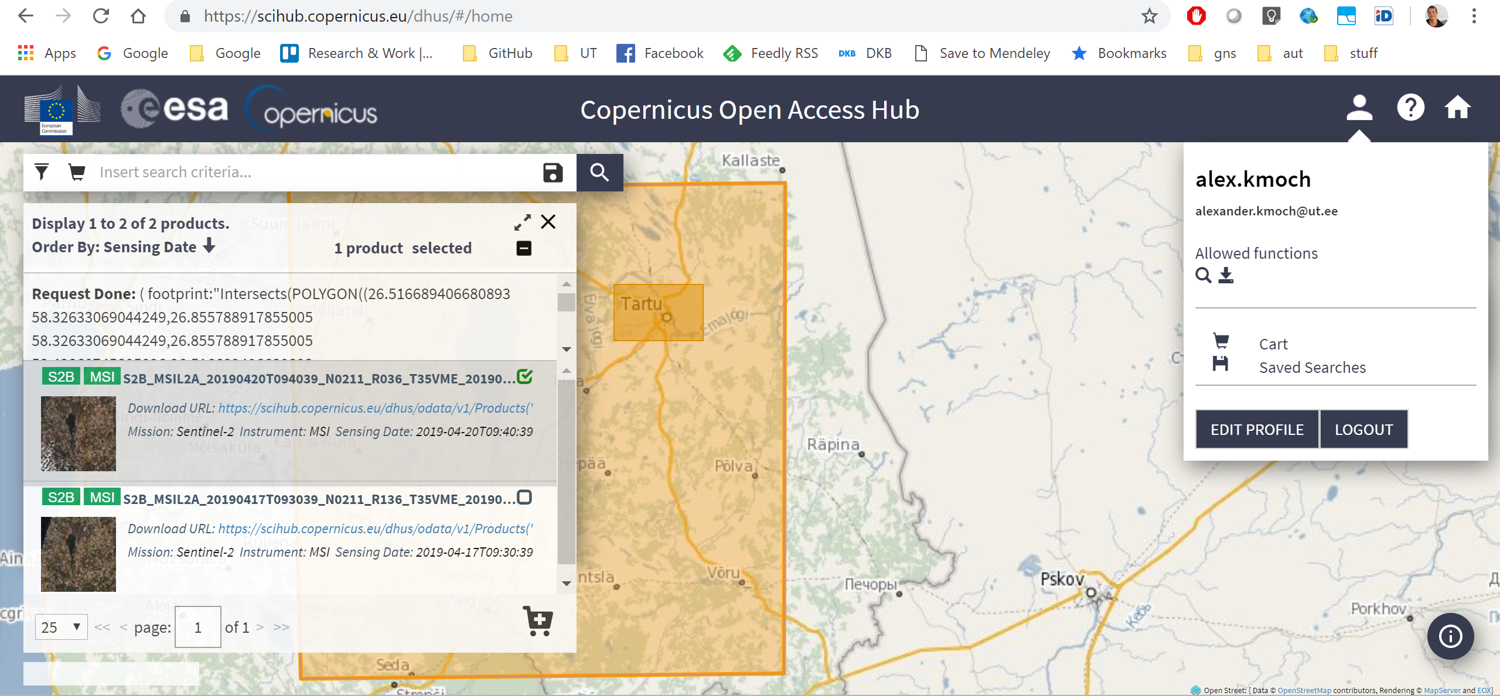 https://scihub.copernicus.eu/dhus/#/home
Apps Google Google Research & Work |... GitHub UT Facebook Feedly RSS DKB DKB Save to Mendeley Bookmarks gns aut stuff
European Commission
esa
opernicus
Copernicus Open Access Hub
Insert search criteria...
Display 1 to 2 of 2 products.
Order By: Sensing Date
1 product selected
Request Done: ( footprint:"Intersects(POLYGON((26.516689406680893
58.32633069044249,26.855788917855005
58.32633069044249,26.855788917855005
S2B MSI S2B_MSIL2A_20190420T094039_N0211_R036_T35VME_20190...
Download URL: https://scihub.copernicus.eu/dhus/odata/v1/Products('
Mission: Sentinel-2 Instrument: MSI Sensing Date: 2019-04-20T09:40:39
S2B MSI S2B_MSIL2A_20190417T093039_N0211_R136_T35VME_20190...
Download URL: https://scihub.copernicus.eu/dhus/odata/v1/Products('
Mission: Sentinel-2 Instrument: MSI Sensing Date: 2019-04-17T09:30:39
25 << < page: 1 of 1 > >>
alex.kmoch
alexander.kmoch@ut.ee
Allowed functions
Cart
Saved Searches
EDIT PROFILE LOGOUT
Kallaste
Tartu
Emajõgi
Räpina
Põlva
Võru
Печоры
Pskov
Porkhov
Seda
Open Street: [ Data © OpenStreetMap contributors, Rendering © MapServer and EOX]